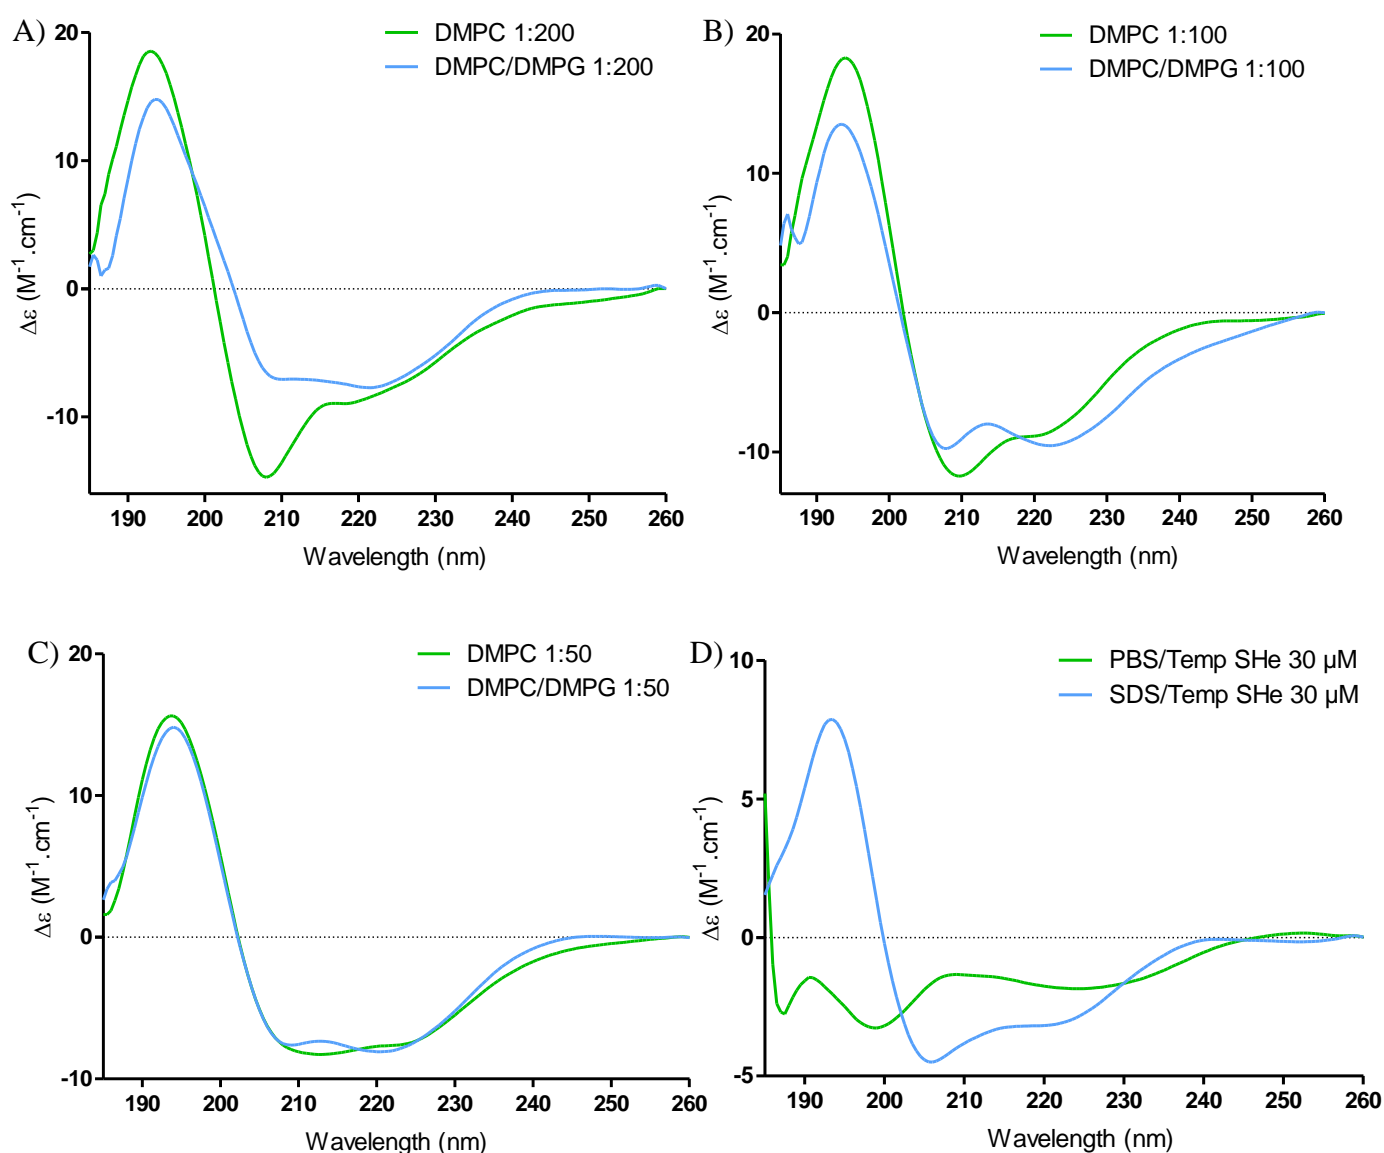 A)
20
10
0
-10
Δε (M⁻¹.cm⁻¹)
DMPC 1:200
DMPC/DMPG 1:200
190 200 210 220 230 240 250 260
Wavelength (nm)
B)
20
10
0
-10
Δε (M⁻¹.cm⁻¹)
DMPC 1:100
DMPC/DMPG 1:100
190 200 210 220 230 240 250 260
Wavelength (nm)
C)
20
10
0
-10
Δε (M⁻¹.cm⁻¹)
DMPC 1:50
DMPC/DMPG 1:50
190 200 210 220 230 240 250 260
Wavelength (nm)
D)
10
5
0
-5
Δε (M⁻¹.cm⁻¹)
PBS/Temp SHe 30 µM
SDS/Temp SHe 30 µM
190 200 210 220 230 240 250 260
Wavelength (nm)